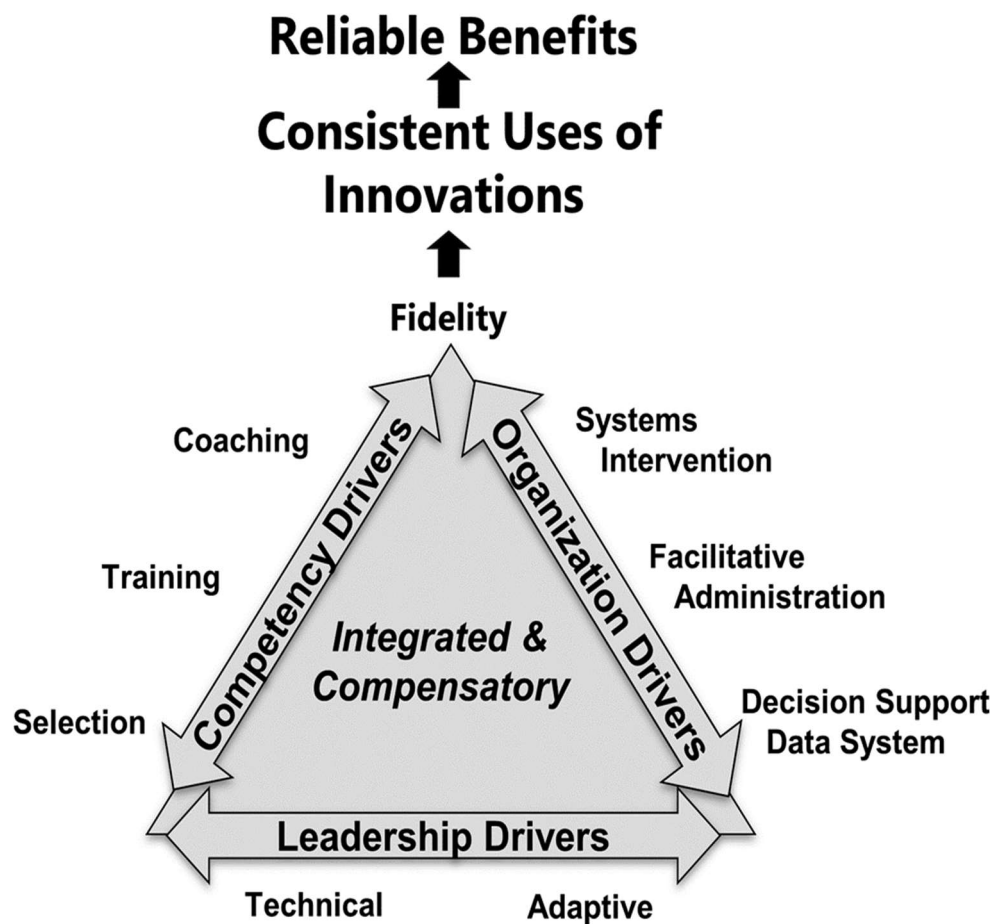 Reliable Benefits
Consistent Uses of
Innovations
Fidelity
Coaching
Training
Selection
Competency Drivers
Integrated &
Compensatory
Organization Drivers
Systems
Intervention
Facilitative
Administration
Decision Support
Data System
Leadership Drivers
Technical
Adaptive